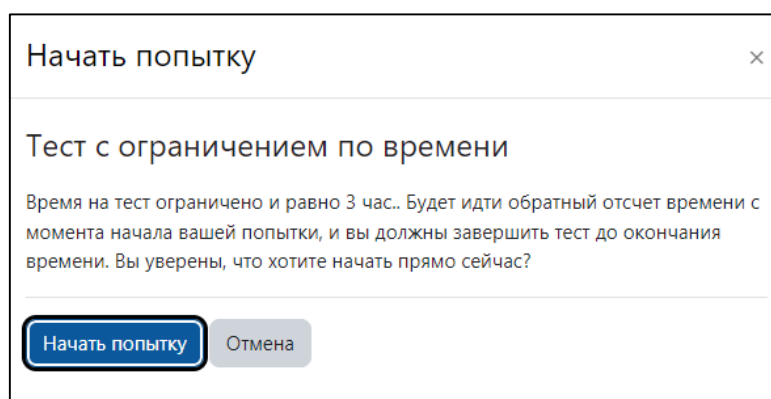 Начать попытку ×
Тест с ограничением по времени
Время на тест ограничено и равно 3 час.. Будет идти обратный отсчет времени с
момента начала вашей попытки, и вы должны завершить тест до окончания
времени. Вы уверены, что хотите начать прямо сейчас?
Начать попытку Отмена